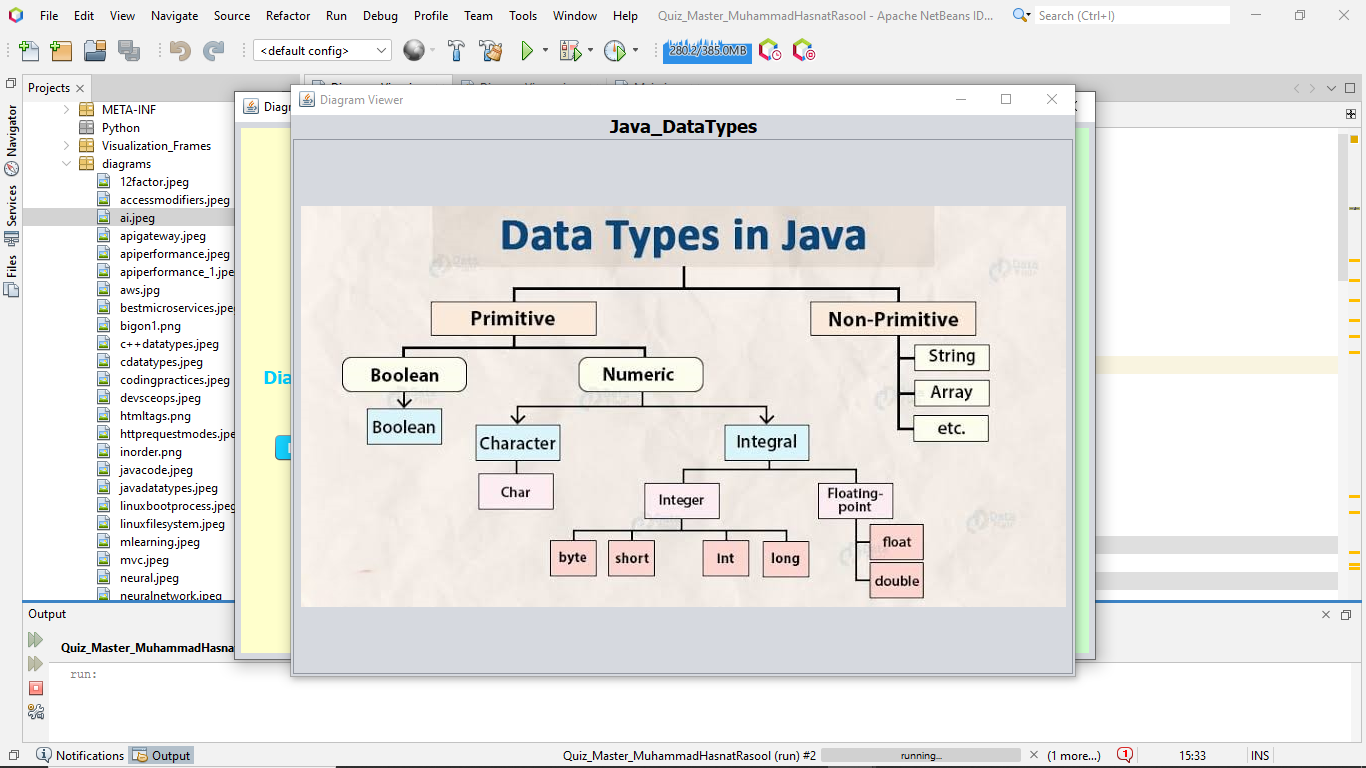 File Edit View Navigate Source Refactor Run Debug Profile Team Tools Window Help Quiz_Master_MuhammadHasnatRasool - Apache NetBeans ID... Search (Ctrl+I)
<default config> 280.2/385.0MB
Projects
Navigator
Services
Files
META-INF
Python
Visualization_Frames
diagrams
12factor.jpeg
accessmodifiers.jpeg
ai.jpeg
apigateway.jpeg
apiperformance.jpeg
apiperformance_1.jpe
aws.jpg
bestmicroservices.jpe
bigon1.png
c++datatypes.jpeg
cdatatypes.jpeg
codingpractices.jpeg
devsceops.jpeg
htmltags.png
httprequestmodes.jpe
inorder.png
javacode.jpeg
javadatatypes.jpeg
linuxbootprocess.jpeg
linuxfilesystem.jpeg
mlearning.jpeg
mvc.jpeg
neural.jpeg
neuralnetwork.jpeg
Diagr
Dia
Diagram Viewer
Java_DataTypes
Data Types in Java
Primitive Non-Primitive
Boolean Numeric String
Array
Boolean Character Integral etc.
Char Integer Floating-
point
byte short Int long float
double
Output
Quiz_Master_MuhammadHasna
run:
Notifications Output Quiz_Master_MuhammadHasnatRasool (run) #2 running... (1 more...) 1 15:33 INS